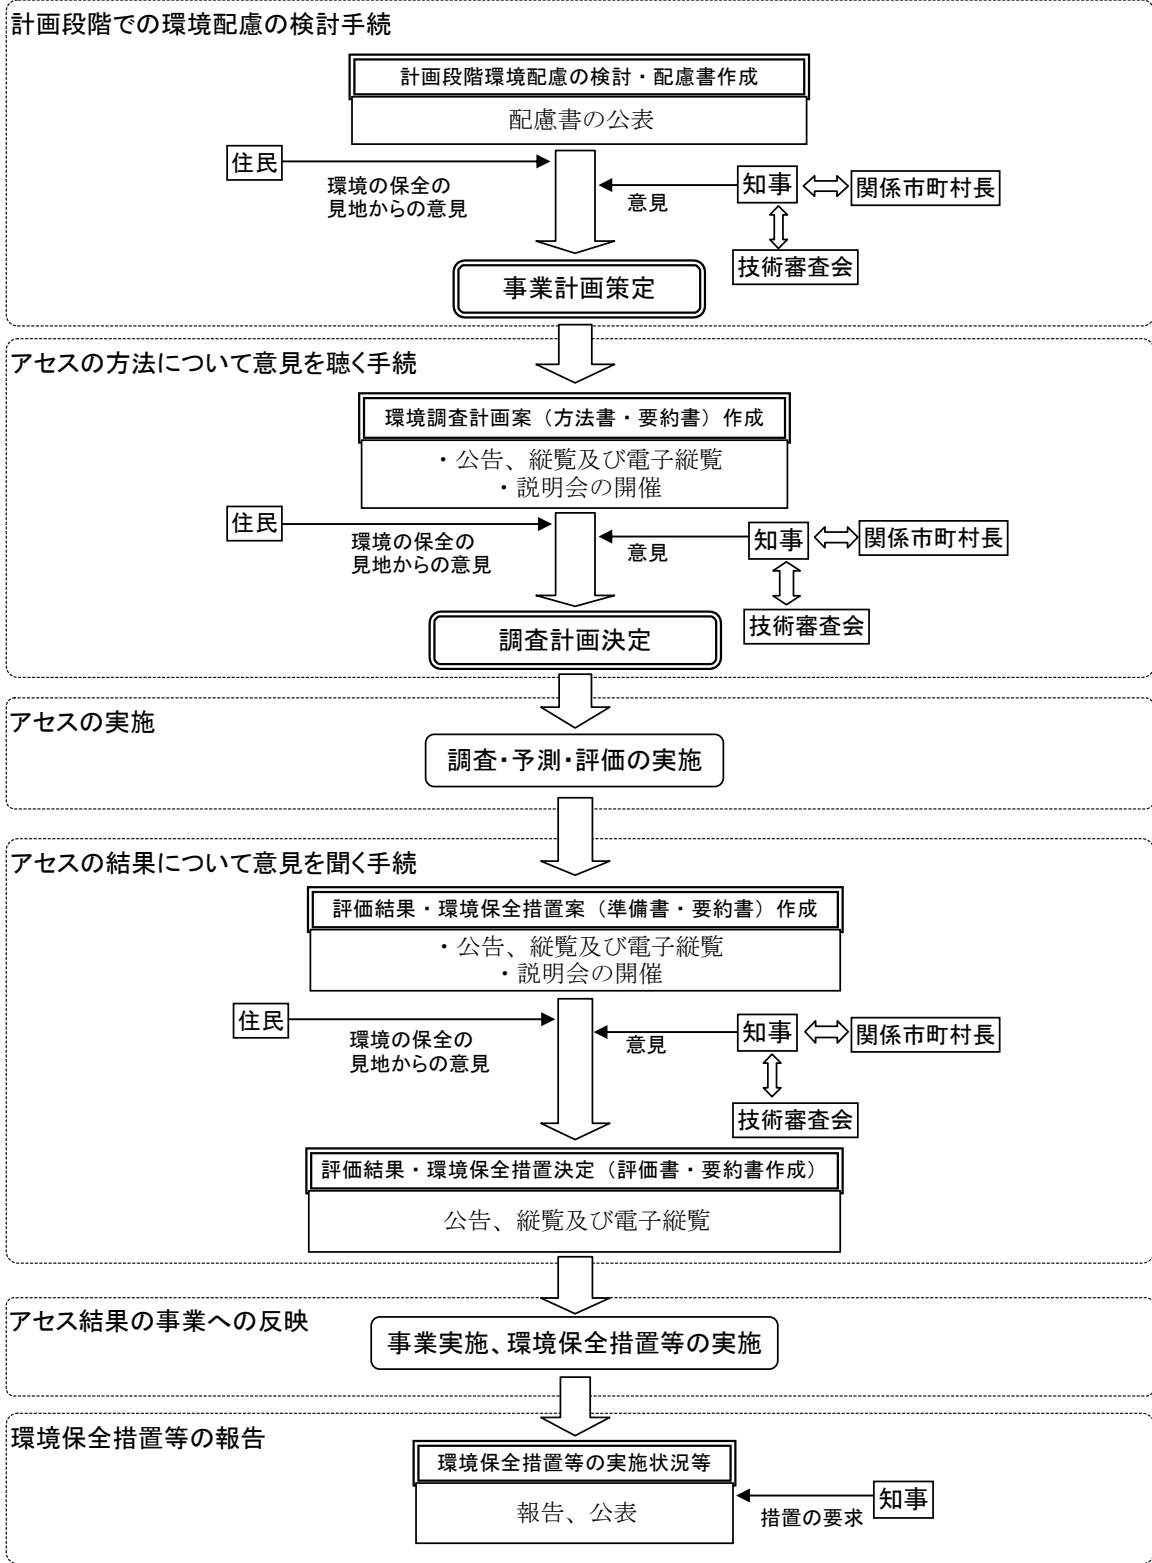 計画段階での環境配慮の検討手続
計画段階環境配慮の検討・配慮書作成
配慮書の公表
住民
環境の保全の
見地からの意見
意見
知事
関係市町村長
技術審査会
事業計画策定
アセスの方法について意見を聴く手続
環境調査計画案（方法書・要約書）作成
・公告、縦覧及び電子縦覧
・説明会の開催
住民
環境の保全の
見地からの意見
意見
知事
関係市町村長
技術審査会
調査計画決定
アセスの実施
調査・予測・評価の実施
アセスの結果について意見を聞く手続
評価結果・環境保全措置案（準備書・要約書）作成
・公告、縦覧及び電子縦覧
・説明会の開催
住民
環境の保全の
見地からの意見
意見
知事
関係市町村長
技術審査会
評価結果・環境保全措置決定（評価書・要約書作成）
公告、縦覧及び電子縦覧
アセス結果の事業への反映
事業実施、環境保全措置等の実施
環境保全措置等の報告
環境保全措置等の実施状況等
報告、公表
措置の要求
知事